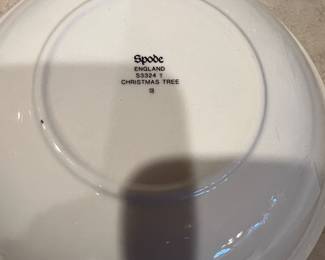 Spode
ENGLAND
S3324 T
CHRISTMAS TREE